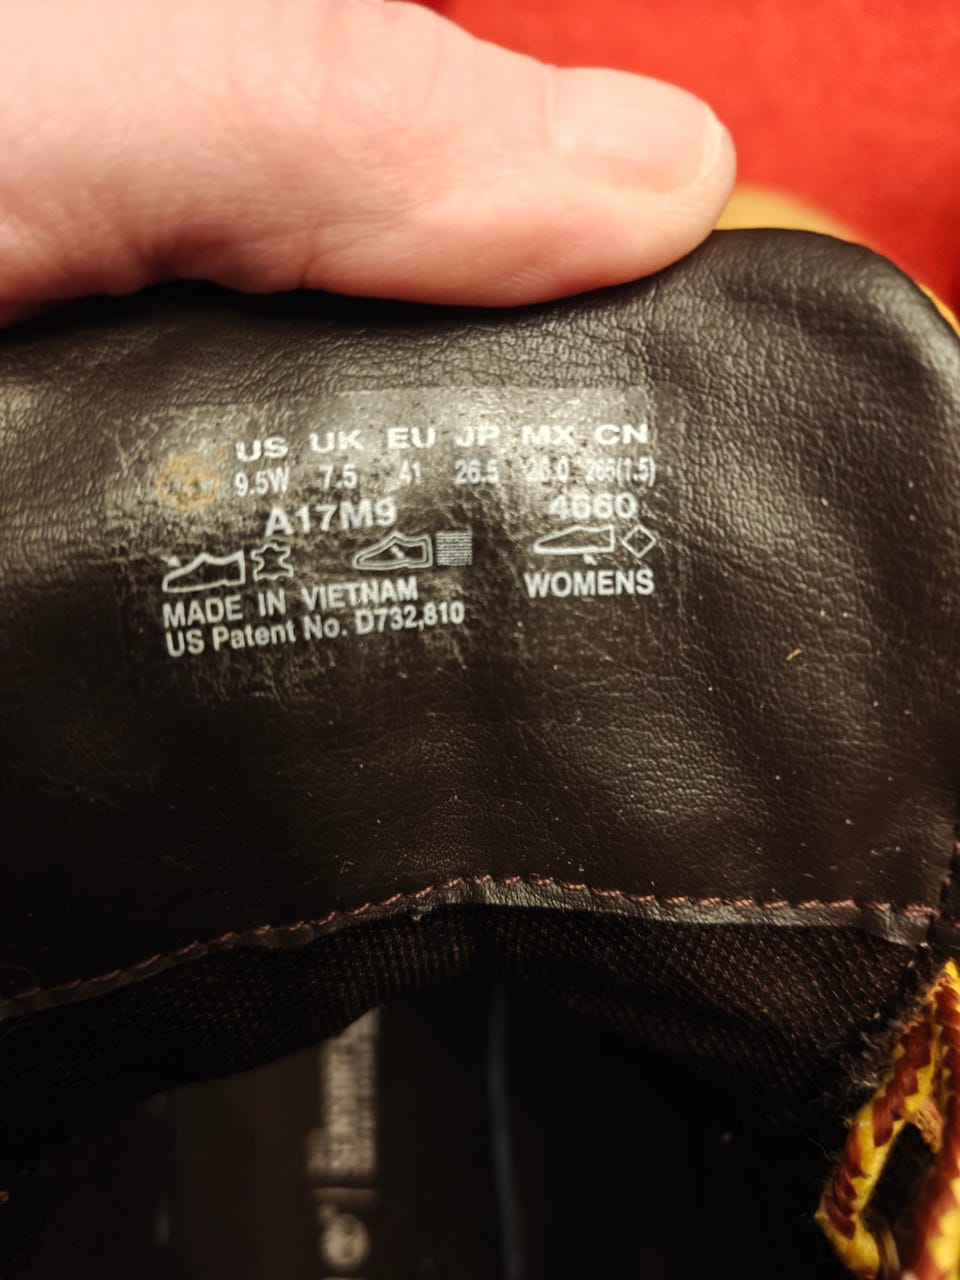 US UK EU JP MX CN
9.5W 7.5 41 26.5 26.0 265(1.5)
A17M9 4660
MADE IN VIETNAM WOMENS
US Patent No. D732,810